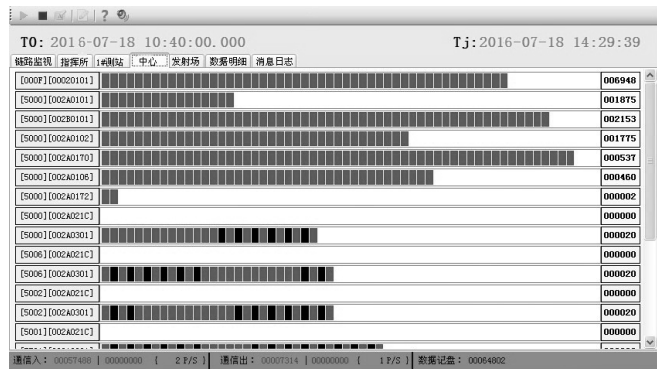 T0: 2016-07-18 10:40:00.000 Tj:2016-07-18 14:29:39
链路监视 指挥所 1#测站 中心 发射场 数据明细 消息日志
[000F][00020101] 006948
[5000][002A0101] 001875
[5000][002B0101] 002153
[5000][002A0102] 001775
[5000][002A0170] 000537
[5000][002A0106] 000460
[5000][002A0172] 000002
[5000][002A021C] 000000
[5000][002A0301] 000020
[5006][002A021C] 000000
[5006][002A0301] 000020
[5002][002A021C] 000000
[5002][002A0301] 000020
[5001][002A021C] 000000
通信入: 00057488 | 00000000 ( 2 P/S ) 通信出: 00007314 | 00000000 ( 1 P/S ) 数据记盘: 00064802